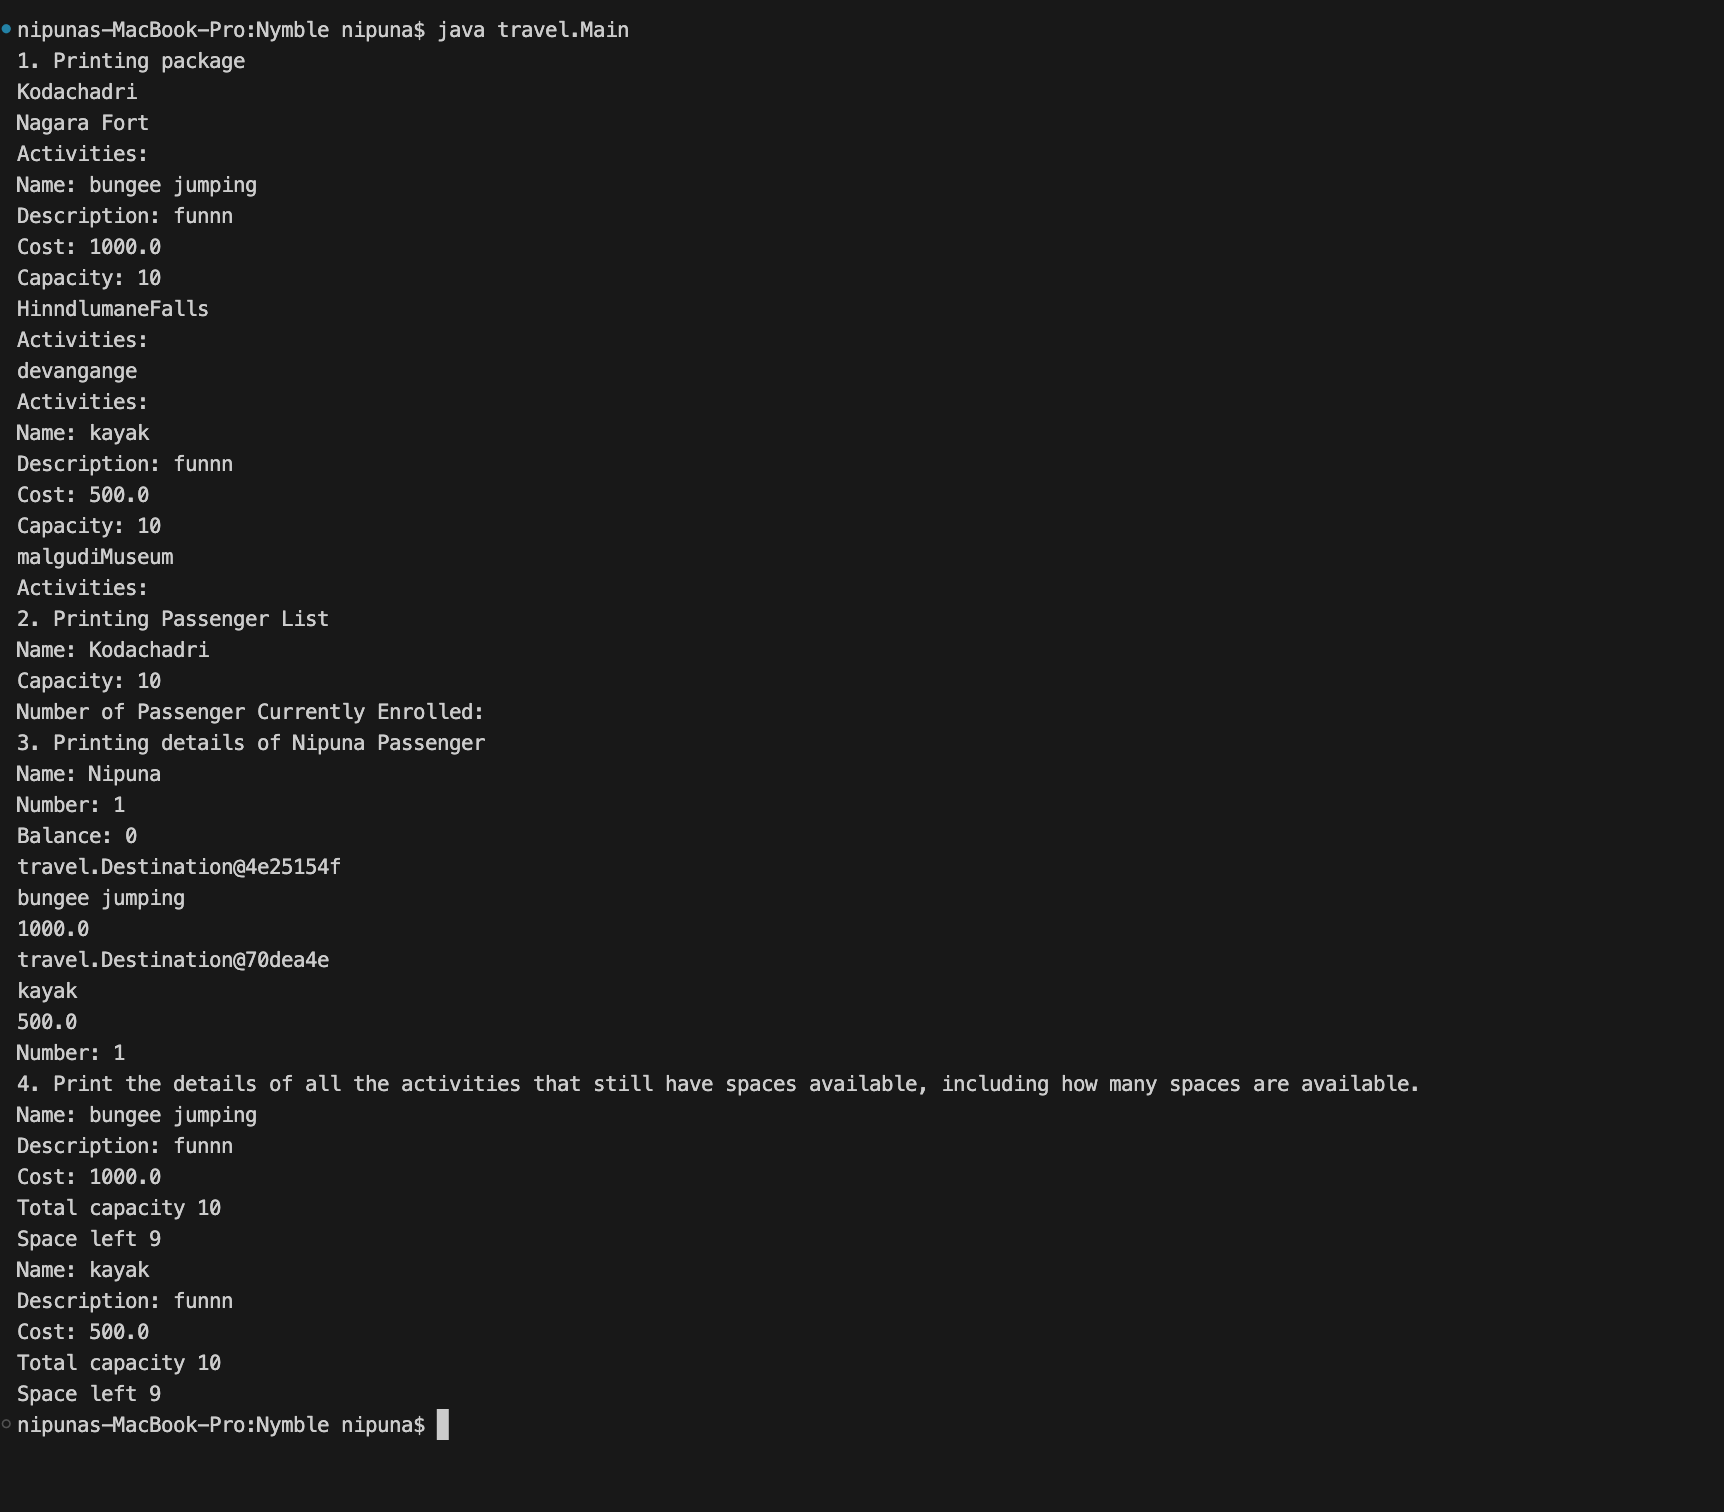 nipunas-MacBook-Pro:Nymble nipuna$ java travel.Main
1. Printing package
Kodachadri
Nagara Fort
Activities:
Name: bungee jumping
Description: funnn
Cost: 1000.0
Capacity: 10
HinndlumaneFalls
Activities:
devangange
Activities:
Name: kayak
Description: funnn
Cost: 500.0
Capacity: 10
malgudiMuseum
Activities:
2. Printing Passenger List
Name: Kodachadri
Capacity: 10
Number of Passenger Currently Enrolled:
3. Printing details of Nipuna Passenger
Name: Nipuna
Number: 1
Balance: 0
travel.Destination@4e25154f
bungee jumping
1000.0
travel.Destination@70dea4e
kayak
500.0
Number: 1
4. Print the details of all the activities that still have spaces available, including how many spaces are available.
Name: bungee jumping
Description: funnn
Cost: 1000.0
Total capacity 10
Space left 9
Name: kayak
Description: funnn
Cost: 500.0
Total capacity 10
Space left 9
nipunas-MacBook-Pro:Nymble nipuna$